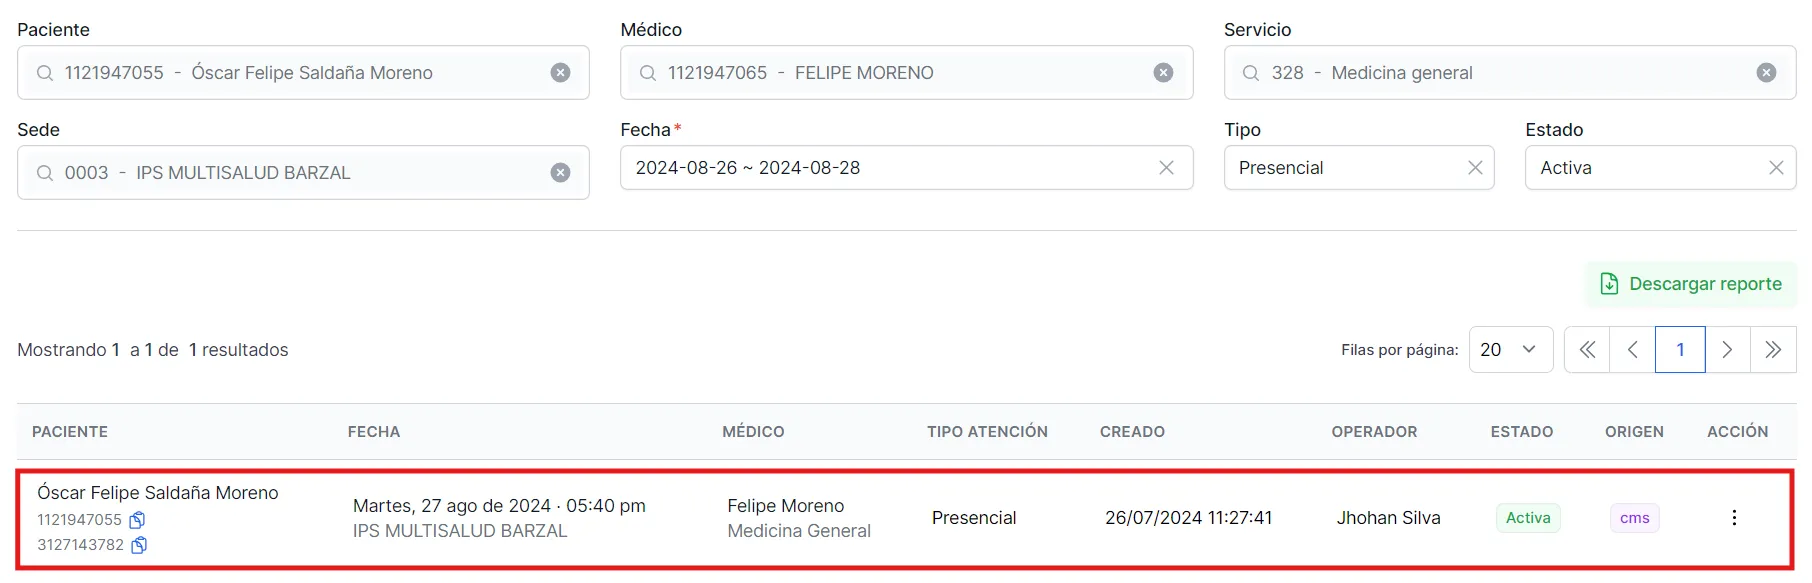 Paciente
Médico
Servicio
1121947055 - Óscar Felipe Saldaña Moreno
1121947065 - FELIPE MORENO
328 - Medicina general
Sede
Fecha*
Tipo
Estado
0003 - IPS MULTISALUD BARZAL
2024-08-26 ~ 2024-08-28
Presencial
Activa
Descargar reporte
Mostrando 1 a 1 de 1 resultados
Filas por página: 20
1
PACIENTE FECHA MÉDICO TIPO ATENCIÓN CREADO OPERADOR ESTADO ORIGEN ACCIÓN
Óscar Felipe Saldaña Moreno
1121947055
3127143782
Martes, 27 ago de 2024 · 05:40 pm
IPS MULTISALUD BARZAL
Felipe Moreno
Medicina General
Presencial
26/07/2024 11:27:41
Jhohan Silva
Activa
cms